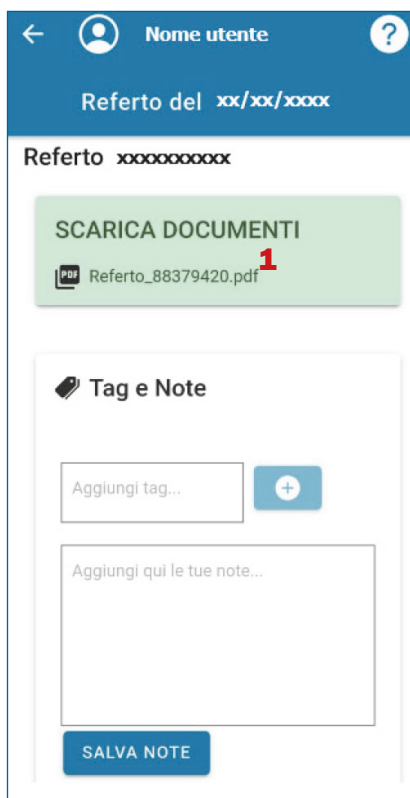 Nome utente ?
Referto del xx/xx/xxxx
Referto xxxxxxxxxx
SCARICA DOCUMENTI
PDF Referto_88379420.pdf 1
Tag e Note
Aggiungi tag...
Aggiungi qui le tue note...
SALVA NOTE